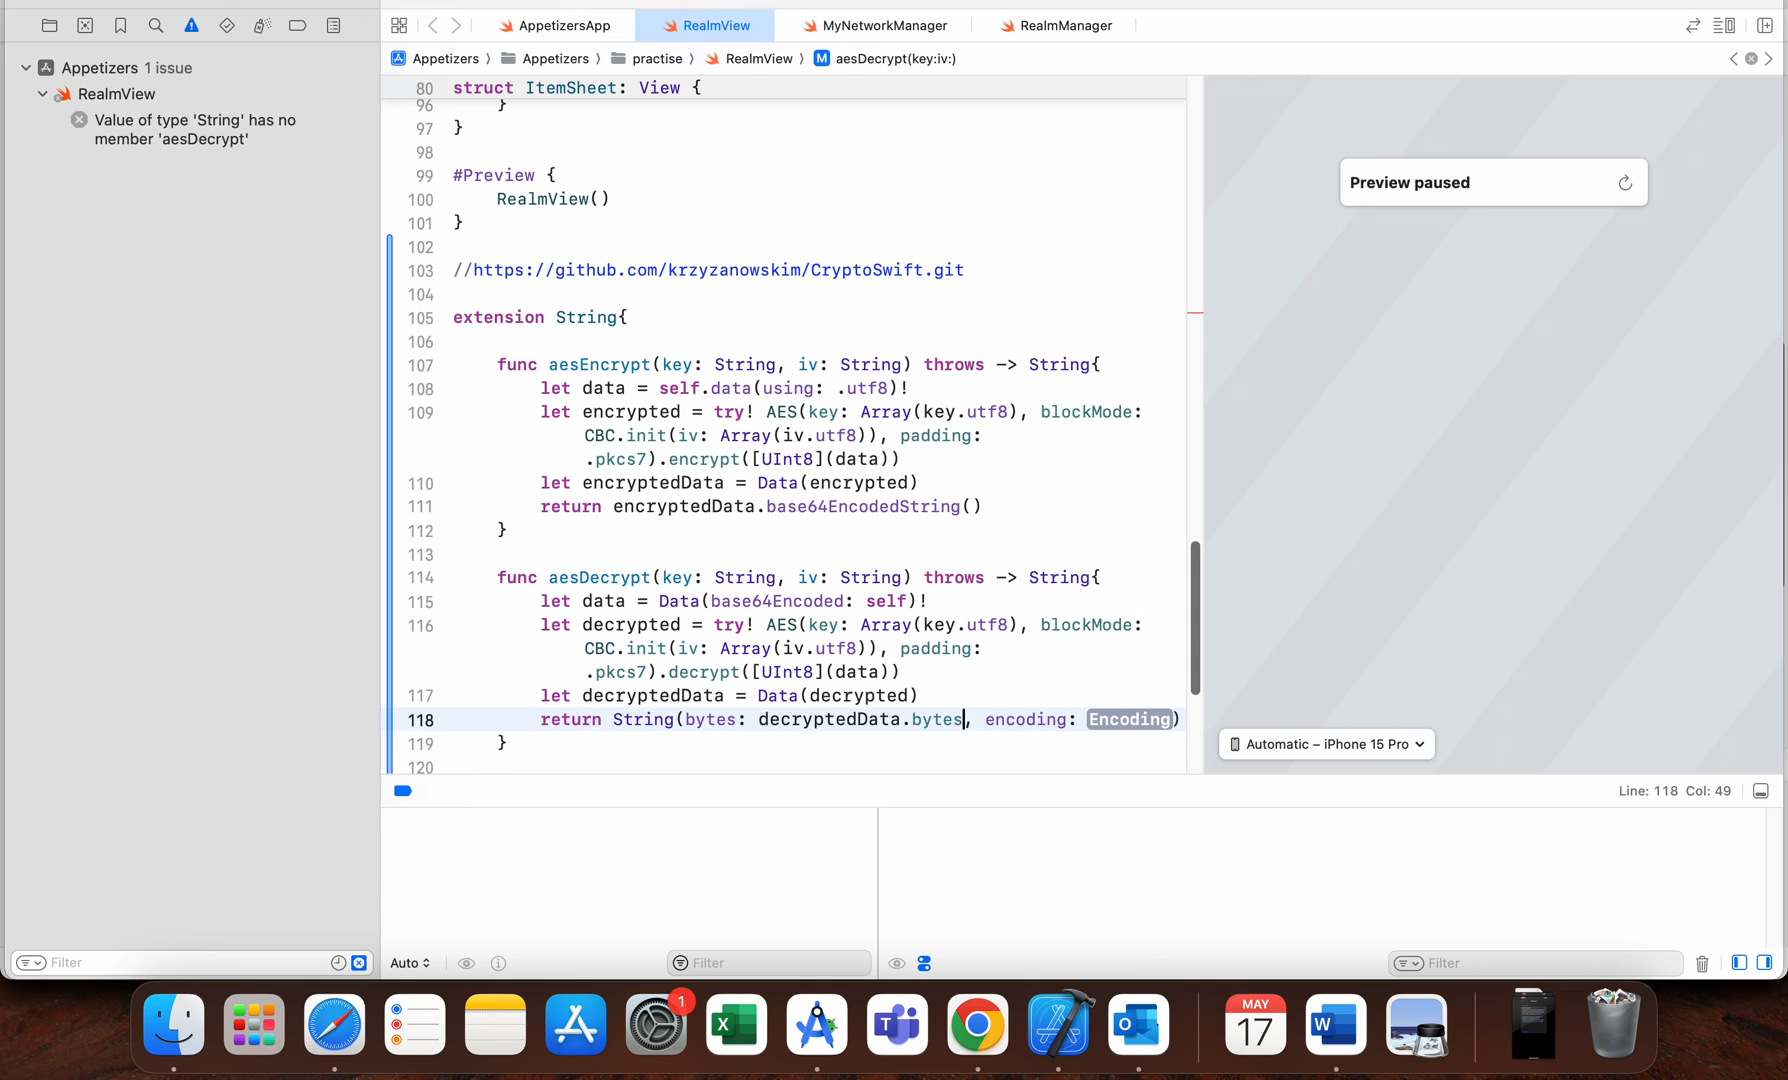 AppetizersApp
RealmView
MyNetworkManager
RealmManager
Appetizers 1 issue
RealmView
Value of type 'String' has no
member 'aesDecrypt'
Appetizers
Appetizers
practise
RealmView
M aesDecrypt(key:iv:)
80 struct ItemSheet: View {
96 }
97 }
98
99 #Preview {
100 RealmView()
101 }
102
103 //https://github.com/krzyzanowskim/CryptoSwift.git
104
105 extension String{
106
107 func aesEncrypt(key: String, iv: String) throws -> String{
108 let data = self.data(using: .utf8)!
109 let encrypted = try! AES(key: Array(key.utf8), blockMode:
CBC.init(iv: Array(iv.utf8)), padding:
.pkcs7).encrypt([UInt8](data))
110 let encryptedData = Data(encrypted)
111 return encryptedData.base64EncodedString()
112 }
113
114 func aesDecrypt(key: String, iv: String) throws -> String{
115 let data = Data(base64Encoded: self)!
116 let decrypted = try! AES(key: Array(key.utf8), blockMode:
CBC.init(iv: Array(iv.utf8)), padding:
.pkcs7).decrypt([UInt8](data))
117 let decryptedData = Data(decrypted)
118 return String(bytes: decryptedData.bytes, encoding: Encoding)
119 }
120
Preview paused
Automatic – iPhone 15 Pro
Line: 118 Col: 49
Filter
Auto
Filter
Filter
1
X
T
O
MAY
17
W